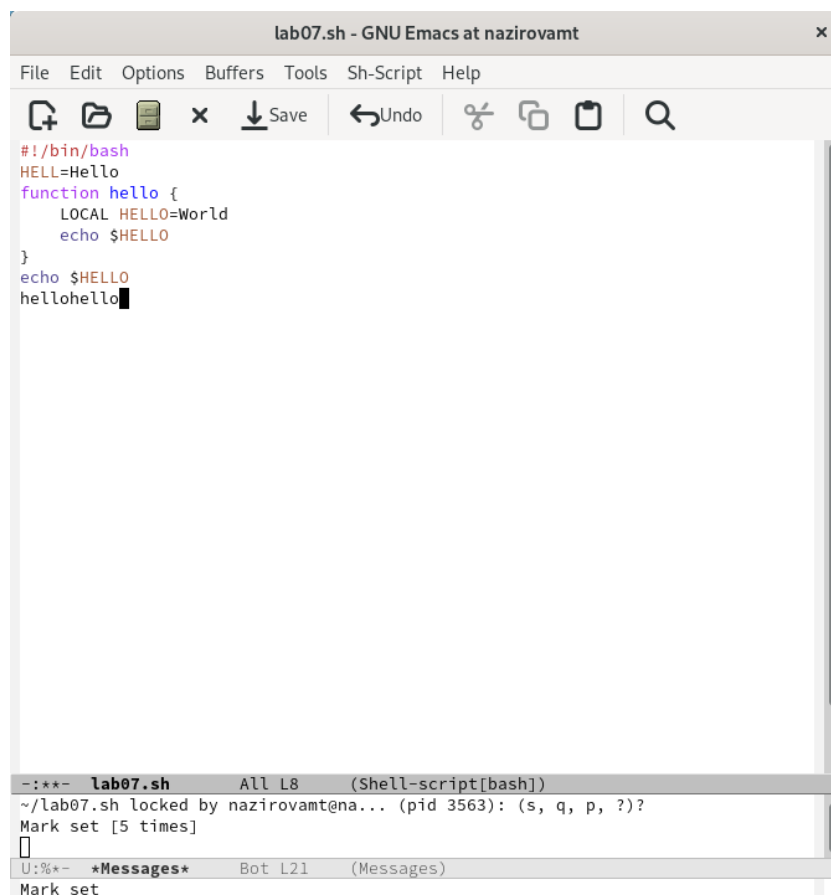 lab07.sh - GNU Emacs at nazirovamt ×
File Edit Options Buffers Tools Sh-Script Help
Save Undo
#!/bin/bash
HELL=Hello
function hello {
    LOCAL HELLO=World
    echo $HELLO
}
echo $HELLO
hellohello
-:**- lab07.sh All L8 (Shell-script[bash])
~/lab07.sh locked by nazirovamt@na... (pid 3563): (s, q, p, ?)?
Mark set [5 times]
U:%*- *Messages* Bot L21 (Messages)
Mark set